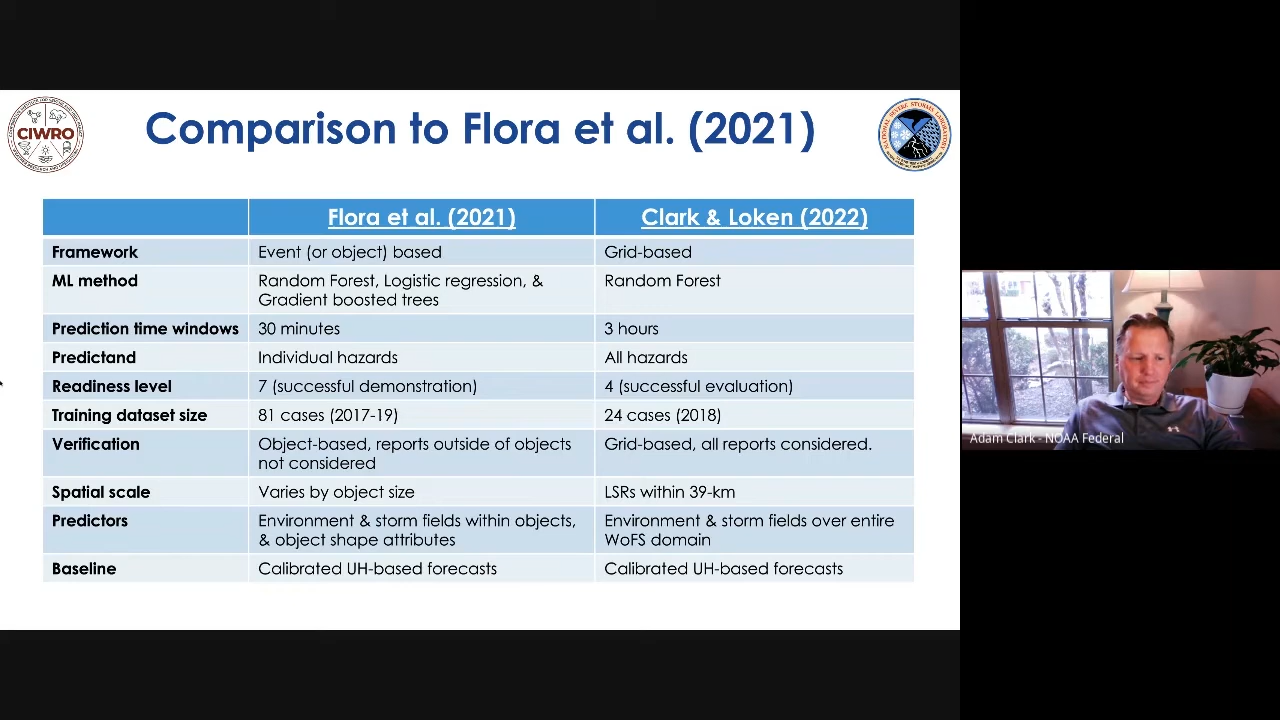 CIWRO
Comparison to Flora et al. (2021)
NATIONAL SEVERE STORMS LABORATORY
Flora et al. (2021) Clark & Loken (2022)
Framework Event (or object) based Grid-based
ML method Random Forest, Logistic regression, & Random Forest
Gradient boosted trees
Prediction time windows 30 minutes 3 hours
Predictand Individual hazards All hazards
Readiness level 7 (successful demonstration) 4 (successful evaluation)
Training dataset size 81 cases (2017-19) 24 cases (2018)
Verification Object-based, reports outside of objects Grid-based, all reports considered.
not considered
Spatial scale Varies by object size LSRs within 39-km
Predictors Environment & storm fields within objects, Environment & storm fields over entire
& object shape attributes WoFS domain
Baseline Calibrated UH-based forecasts Calibrated UH-based forecasts
Adam Clark - NOAA Federal